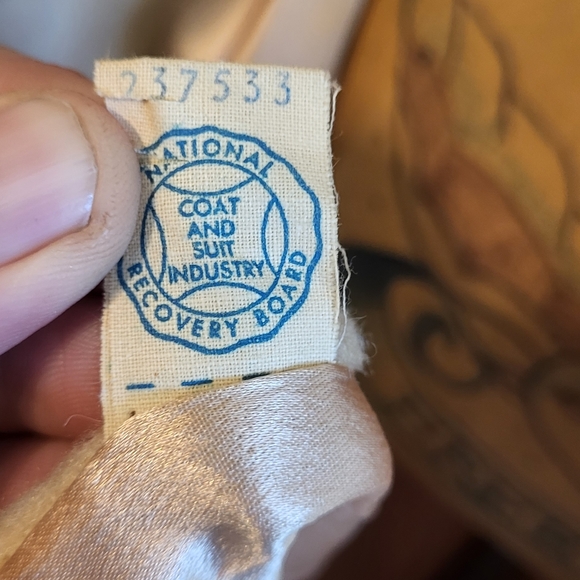 237533
NATIONAL
COAT
AND
SUIT
INDUSTRY
RECOVERY BOARD